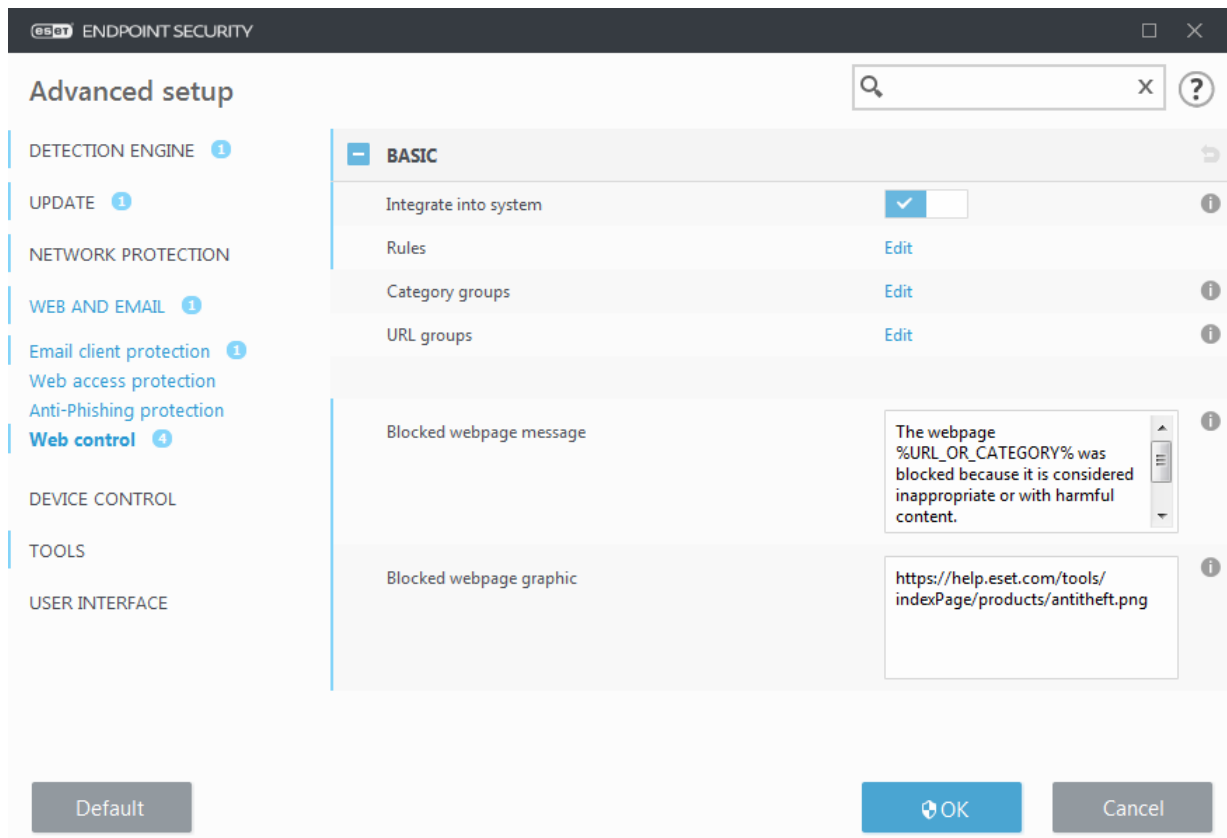 eset ENDPOINT SECURITY
Advanced setup
x
?
DETECTION ENGINE 1
UPDATE 1
NETWORK PROTECTION
WEB AND EMAIL 1
Email client protection 1
Web access protection
Anti-Phishing protection
Web control 4
DEVICE CONTROL
TOOLS
USER INTERFACE
BASIC
Integrate into system
Rules Edit
Category groups Edit
URL groups Edit
Blocked webpage message
The webpage
%URL_OR_CATEGORY% was
blocked because it is considered
inappropriate or with harmful
content.
Blocked webpage graphic
https://help.eset.com/tools/
indexPage/products/antitheft.png
Default
OK
Cancel